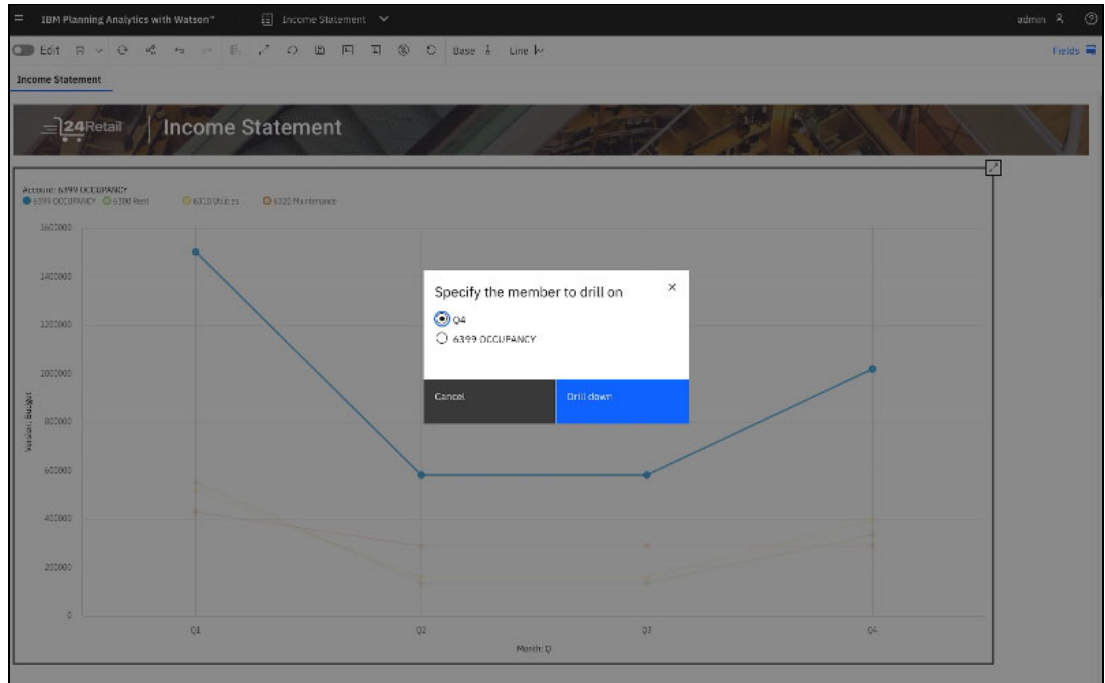 IBM Planning Analytics with Watson™
Income Statement
admin
Edit
Base
Line
Fields
Income Statement
24Retail
Income Statement
Account: 6399 OCCUPANCY
6399 OCCUPANCY 6300 Rent 6310 Utilities 6320 Maintenance
1600000
1400000
1200000
1000000
800000
600000
400000
200000
0
Version: Budget
Q1 Q2 Q3 Q4
Month: Q
Specify the member to drill on
Q4
6399 OCCUPANCY
Cancel
Drill down